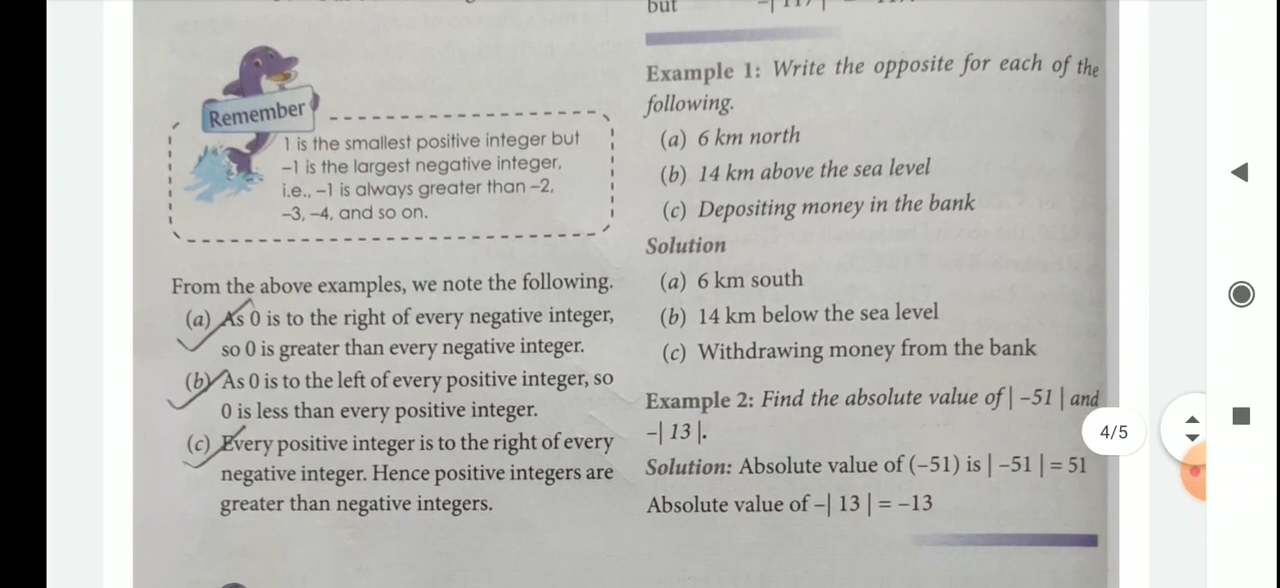 Remember
1 is the smallest positive integer but
–1 is the largest negative integer,
i.e., –1 is always greater than –2,
–3, –4, and so on.
From the above examples, we note the following.
(a) As 0 is to the right of every negative integer,
so 0 is greater than every negative integer.
(b) As 0 is to the left of every positive integer, so
0 is less than every positive integer.
(c) Every positive integer is to the right of every
negative integer. Hence positive integers are
greater than negative integers.
but
Example 1: Write the opposite for each of the
following.
(a) 6 km north
(b) 14 km above the sea level
(c) Depositing money in the bank
Solution
(a) 6 km south
(b) 14 km below the sea level
(c) Withdrawing money from the bank
Example 2: Find the absolute value of | –51 | and
–| 13 |.
Solution: Absolute value of (–51) is | –51 | = 51
Absolute value of –| 13 | = –13
4/5